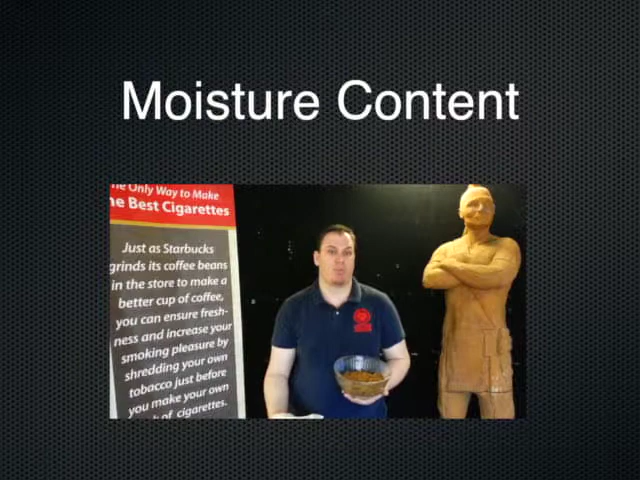 Moisture Content
The Only Way to Make
he Best Cigarettes
Just as Starbucks
grinds its coffee beans
in the store to make a
better cup of coffee,
you can ensure fresh-
ness and increase your
smoking pleasure by
shredding your own
tobacco just before
you make your own
of cigarettes.